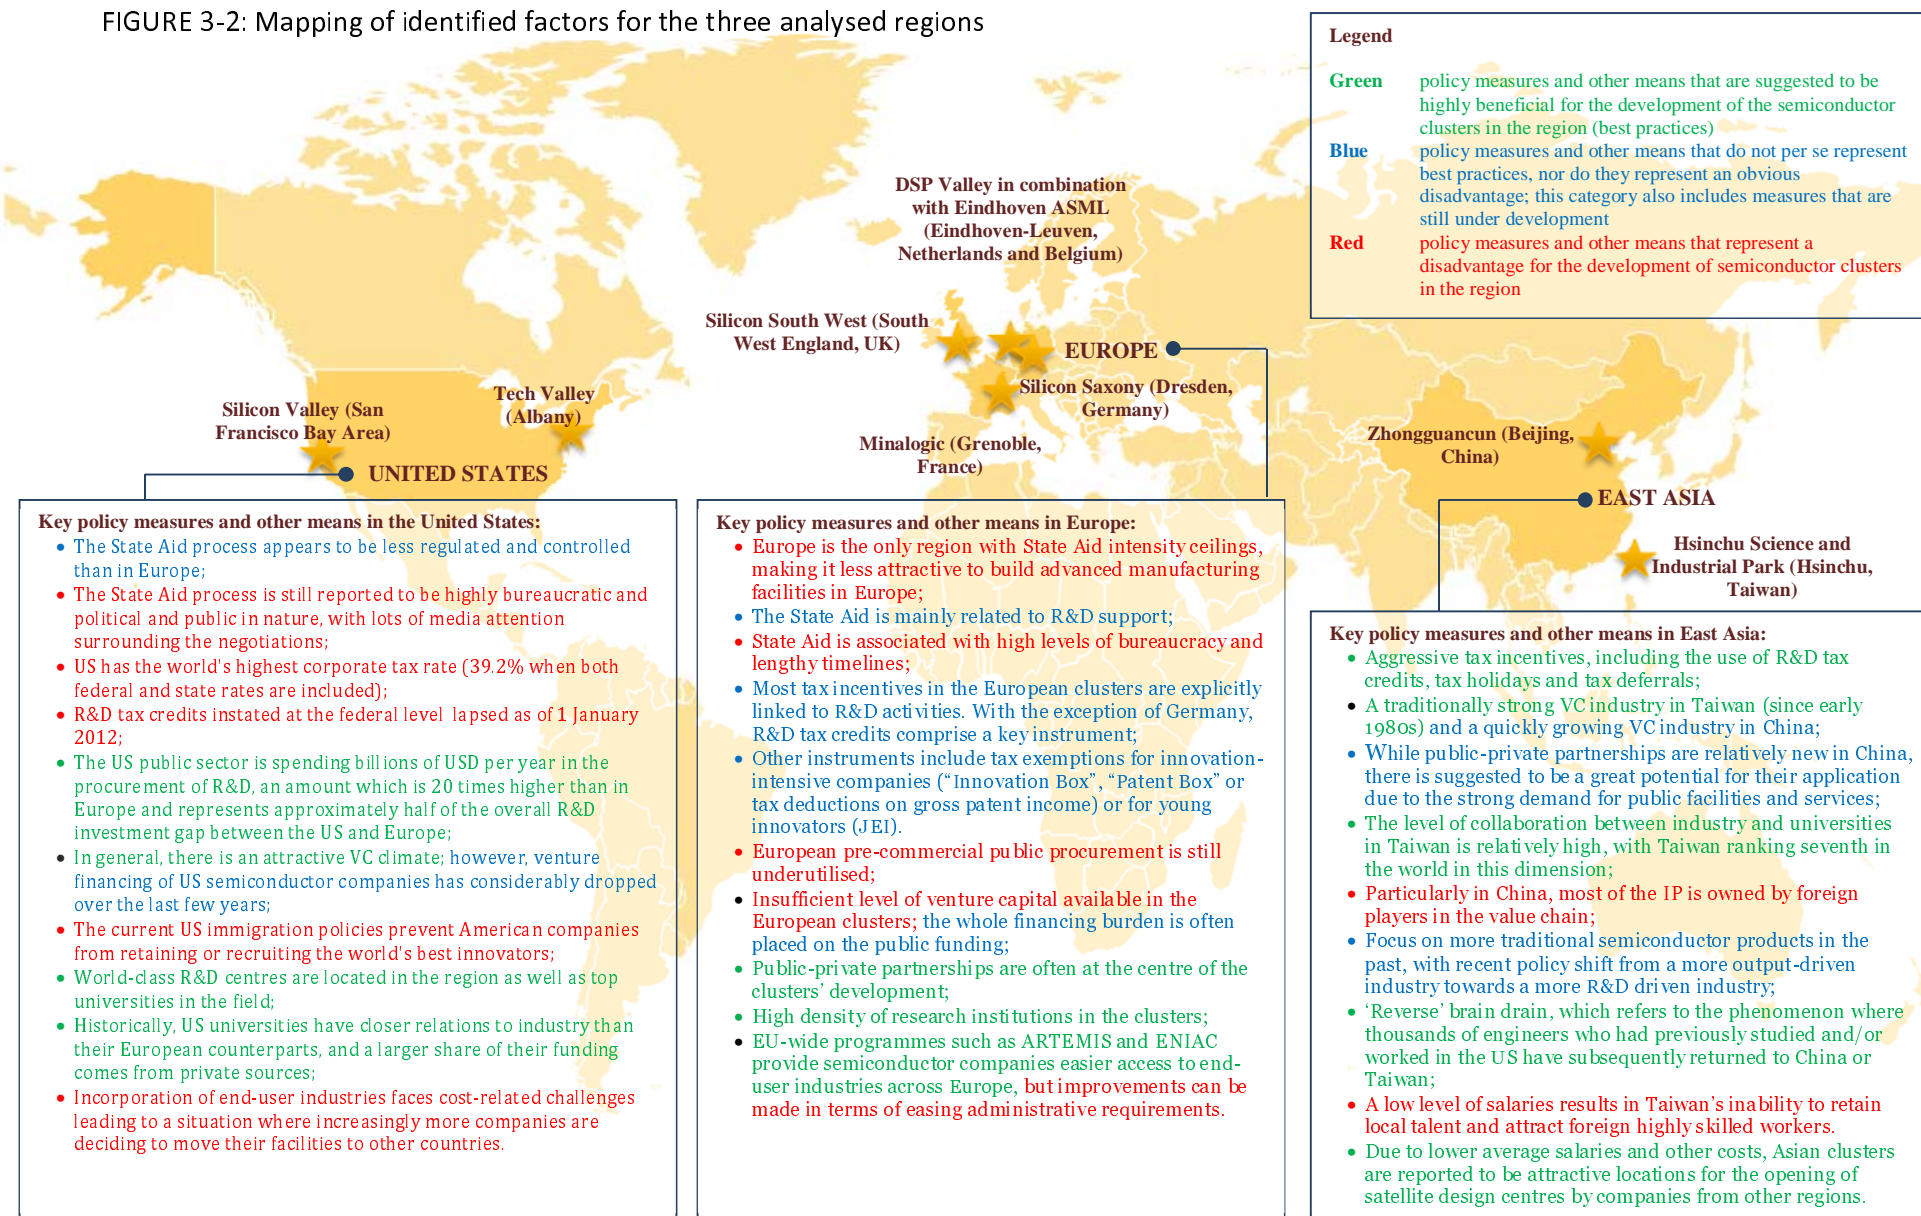 FIGURE 3-2: Mapping of identified factors for the three analysed regions
Legend
Green policy measures and other means that are suggested to be
highly beneficial for the development of the semiconductor
clusters in the region (best practices)
Blue policy measures and other means that do not per se represent
best practices, nor do they represent an obvious
disadvantage; this category also includes measures that are
still under development
Red policy measures and other means that represent a
disadvantage for the development of semiconductor clusters
in the region
DSP Valley in combination
with Eindhoven ASML
(Eindhoven-Leuven,
Netherlands and Belgium)
Silicon South West (South
West England, UK)
EUROPE
Silicon Saxony (Dresden,
Germany)
Minalogic (Grenoble,
France)
Tech Valley
(Albany)
Silicon Valley (San
Francisco Bay Area)
UNITED STATES
Zhongguancun (Beijing,
China)
EAST ASIA
Hsinchu Science and
Industrial Park (Hsinchu,
Taiwan)
Key policy measures and other means in the United States:
• The State Aid process appears to be less regulated and controlled
than in Europe;
• The State Aid process is still reported to be highly bureaucratic and
political and public in nature, with lots of media attention
surrounding the negotiations;
• US has the world's highest corporate tax rate (39.2% when both
federal and state rates are included);
• R&D tax credits instated at the federal level lapsed as of 1 January
2012;
• The US public sector is spending billions of USD per year in the
procurement of R&D, an amount which is 20 times higher than in
Europe and represents approximately half of the overall R&D
investment gap between the US and Europe;
• In general, there is an attractive VC climate; however, venture
financing of US semiconductor companies has considerably dropped
over the last few years;
• The current US immigration policies prevent American companies
from retaining or recruiting the world's best innovators;
• World-class R&D centres are located in the region as well as top
universities in the field;
• Historically, US universities have closer relations to industry than
their European counterparts, and a larger share of their funding
comes from private sources;
• Incorporation of end-user industries faces cost-related challenges
leading to a situation where increasingly more companies are
deciding to move their facilities to other countries.
Key policy measures and other means in Europe:
• Europe is the only region with State Aid intensity ceilings,
making it less attractive to build advanced manufacturing
facilities in Europe;
• The State Aid is mainly related to R&D support;
• State Aid is associated with high levels of bureaucracy and
lengthy timelines;
• Most tax incentives in the European clusters are explicitly
linked to R&D activities. With the exception of Germany,
R&D tax credits comprise a key instrument;
• Other instruments include tax exemptions for innovation-
intensive companies (“Innovation Box”, “Patent Box” or
tax deductions on gross patent income) or for young
innovators (JEI).
• European pre-commercial public procurement is still
underutilised;
• Insufficient level of venture capital available in the
European clusters; the whole financing burden is often
placed on the public funding;
• Public-private partnerships are often at the centre of the
clusters’ development;
• High density of research institutions in the clusters;
• EU-wide programmes such as ARTEMIS and ENIAC
provide semiconductor companies easier access to end-
user industries across Europe, but improvements can be
made in terms of easing administrative requirements.
Key policy measures and other means in East Asia:
• Aggressive tax incentives, including the use of R&D tax
credits, tax holidays and tax deferrals;
• A traditionally strong VC industry in Taiwan (since early
1980s) and a quickly growing VC industry in China;
• While public-private partnerships are relatively new in China,
there is suggested to be a great potential for their application
due to the strong demand for public facilities and services;
• The level of collaboration between industry and universities
in Taiwan is relatively high, with Taiwan ranking seventh in
the world in this dimension;
• Particularly in China, most of the IP is owned by foreign
players in the value chain;
• Focus on more traditional semiconductor products in the
past, with recent policy shift from a more output-driven
industry towards a more R&D driven industry;
• ‘Reverse’ brain drain, which refers to the phenomenon where
thousands of engineers who had previously studied and/or
worked in the US have subsequently returned to China or
Taiwan;
• A low level of salaries results in Taiwan’s inability to retain
local talent and attract foreign highly skilled workers.
• Due to lower average salaries and other costs, Asian clusters
are reported to be attractive locations for the opening of
satellite design centres by companies from other regions.